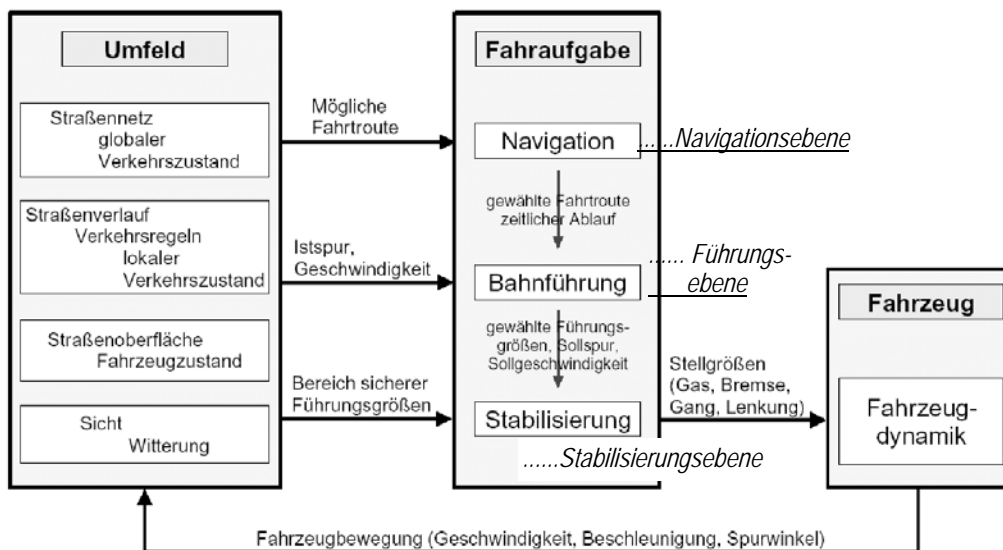 Umfeld
Straßennetz
globaler
Verkehrszustand
Straßenverlauf
Verkehrsregeln
lokaler
Verkehrszustand
Straßenoberfläche
Fahrzeugzustand
Sicht
Witterung
Mögliche
Fahrtroute
Istspur,
Geschwindigkeit
Bereich sicherer
Führungsgrößen
Fahraufgabe
Navigation
......Navigationsebene
gewählte Fahrtroute
zeitlicher Ablauf
Bahnführung
...... Führungs-
ebene
gewählte Führungs-
größen, Sollspur,
Sollgeschwindigkeit
Stabilisierung
......Stabilisierungsebene
Stellgrößen
(Gas, Bremse,
Gang, Lenkung)
Fahrzeug
Fahrzeug-
dynamik
Fahrzeugbewegung (Geschwindigkeit, Beschleunigung, Spurwinkel)